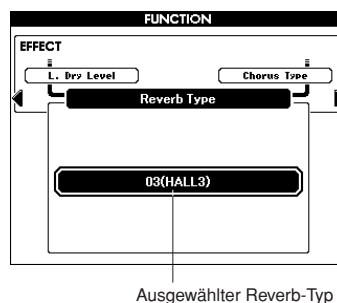 FUNCTION
EFFECT
L. Dry Level
Chorus Type
Reverb Type
03(HALL3)
Ausgewählter Reverb-Typ